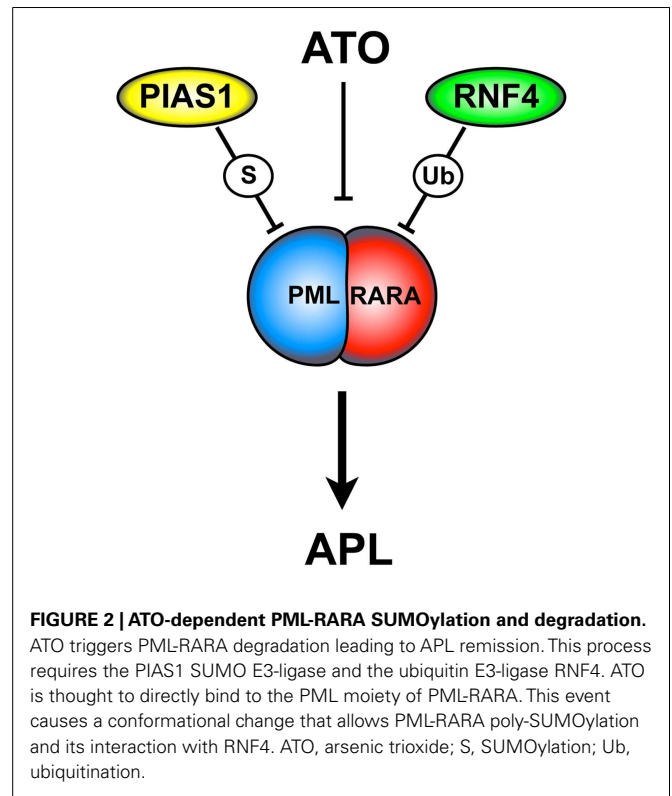 ATO
PIAS1
RNF4
S
Ub
PML
RARA
APL
FIGURE 2 | ATO-dependent PML-RARA SUMOylation and degradation.
ATO triggers PML-RARA degradation leading to APL remission. This process
requires the PIAS1 SUMO E3-ligase and the ubiquitin E3-ligase RNF4. ATO
is thought to directly bind to the PML moiety of PML-RARA. This event
causes a conformational change that allows PML-RARA poly-SUMOylation
and its interaction with RNF4. ATO, arsenic trioxide; S, SUMOylation; Ub,
ubiquitination.